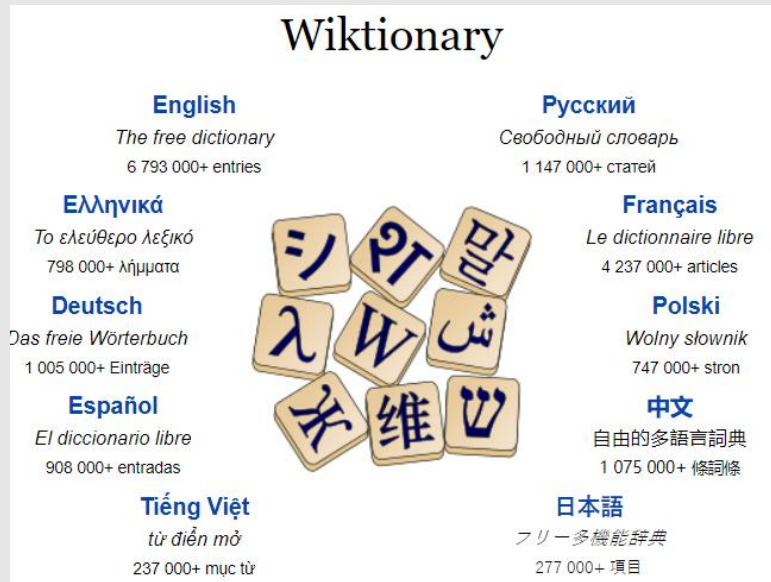 Wiktionary
English
The free dictionary
6 793 000+ entries
Русский
Свободный словарь
1 147 000+ статей
Ελληνικά
Το ελεύθερο λεξικό
798 000+ λήμματα
Français
Le dictionnaire libre
4 237 000+ articles
Deutsch
Das freie Wörterbuch
1 005 000+ Einträge
Polski
Wolny słownik
747 000+ stron
Español
El diccionario libre
908 000+ entradas
中文
自由的多語言詞典
1 075 000+ 條詞條
Tiếng Việt
từ điển mở
237 000+ mục từ
日本語
フリー多機能辞典
277 000+ 項目
シ श 말
λ W ش
Ж 维 ש